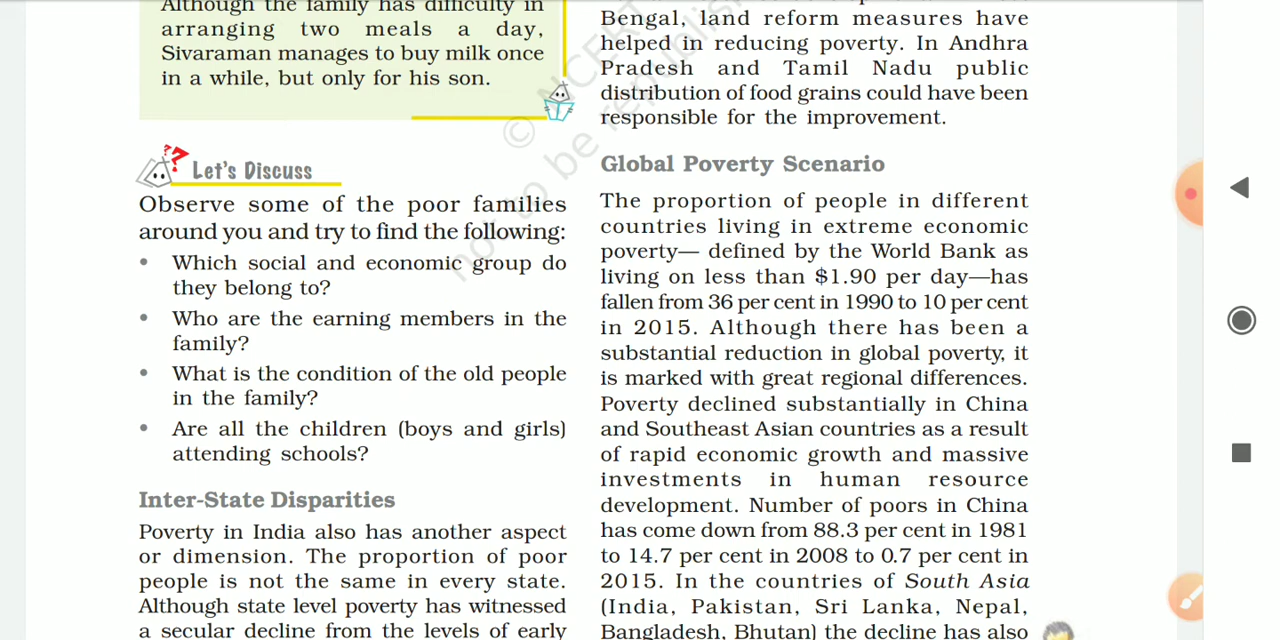 Although the family has difficulty in
arranging two meals a day,
Sivaraman manages to buy milk once
in a while, but only for his son.
Let's Discuss
Observe some of the poor families
around you and try to find the following:
• Which social and economic group do
they belong to?
• Who are the earning members in the
family?
• What is the condition of the old people
in the family?
• Are all the children (boys and girls)
attending schools?
Inter-State Disparities
Poverty in India also has another aspect
or dimension. The proportion of poor
people is not the same in every state.
Although state level poverty has witnessed
a secular decline from the levels of early
Bengal, land reform measures have
helped in reducing poverty. In Andhra
Pradesh and Tamil Nadu public
distribution of food grains could have been
responsible for the improvement.
Global Poverty Scenario
The proportion of people in different
countries living in extreme economic
poverty— defined by the World Bank as
living on less than $1.90 per day—has
fallen from 36 per cent in 1990 to 10 per cent
in 2015. Although there has been a
substantial reduction in global poverty, it
is marked with great regional differences.
Poverty declined substantially in China
and Southeast Asian countries as a result
of rapid economic growth and massive
investments in human resource
development. Number of poors in China
has come down from 88.3 per cent in 1981
to 14.7 per cent in 2008 to 0.7 per cent in
2015. In the countries of South Asia
(India, Pakistan, Sri Lanka, Nepal,
Bangladesh, Bhutan) the decline has also
© NCERT
not to be republish